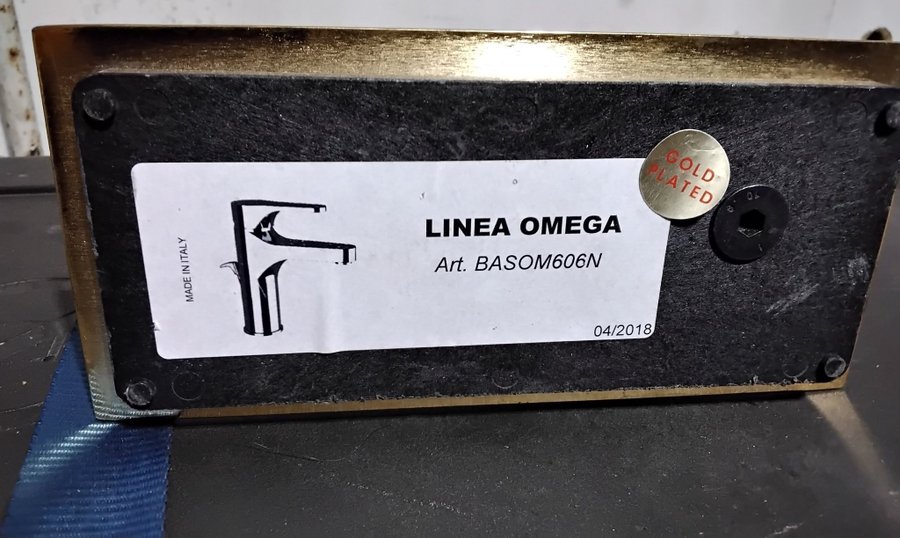 LINEA OMEGA
Art. BASOM606N
04/2018
MADE IN ITALY
GOLD
PLATED